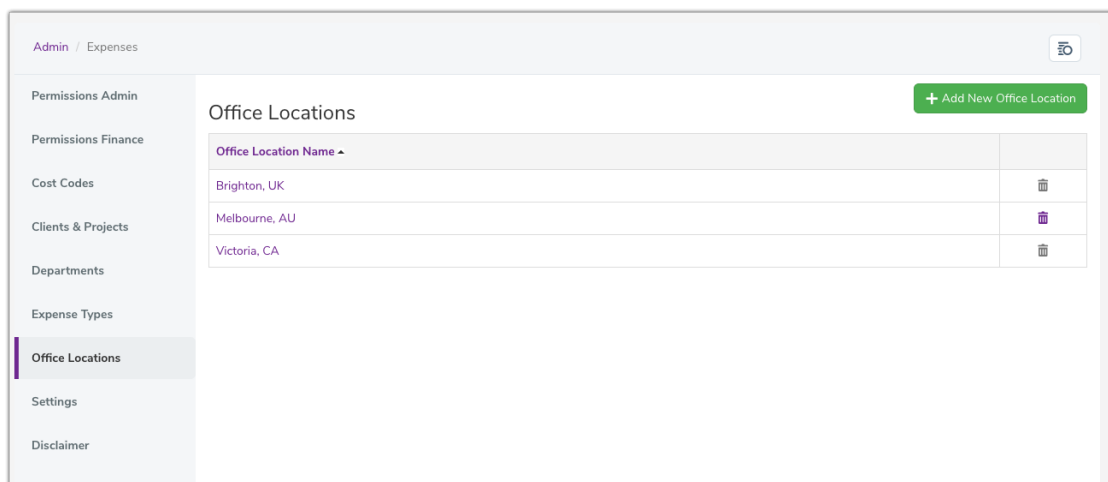 Admin / Expenses
Permissions Admin
Permissions Finance
Cost Codes
Clients & Projects
Departments
Expense Types
Office Locations
Settings
Disclaimer
Office Locations
+ Add New Office Location
Office Location Name
Brighton, UK
Melbourne, AU
Victoria, CA